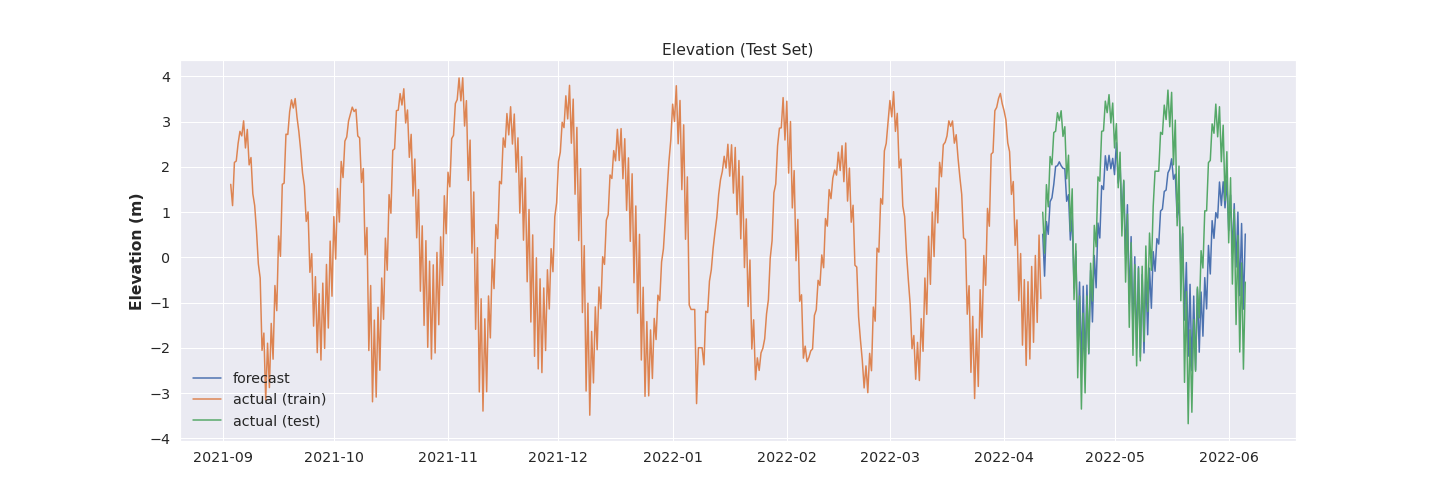 Elevation (Test Set)
Elevation (m)
4
3
2
1
0
−1
−2
−3
−4
forecast
actual (train)
actual (test)
2021-09 2021-10 2021-11 2021-12 2022-01 2022-02 2022-03 2022-04 2022-05 2022-06